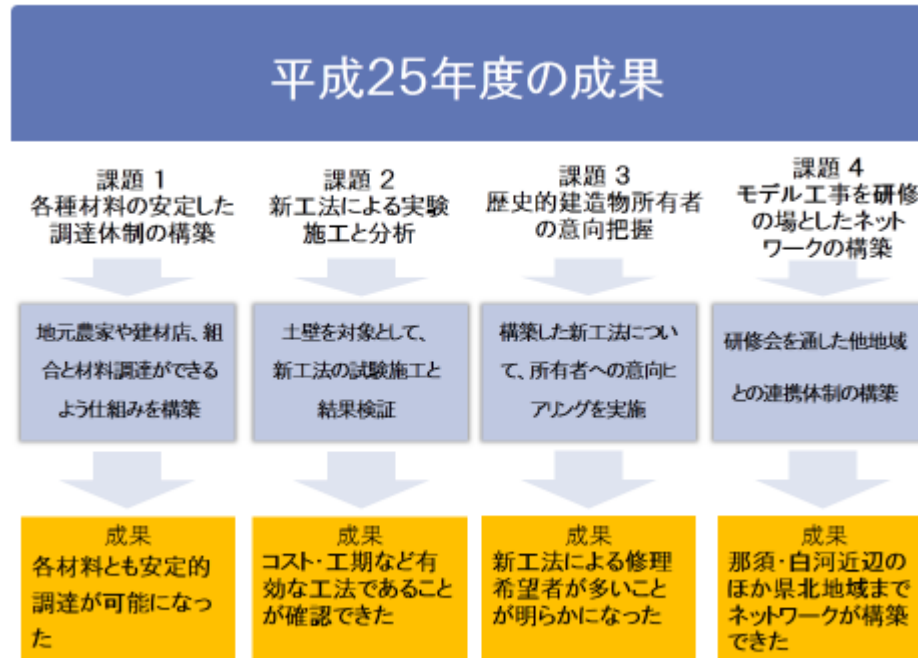 平成25年度の成果
課題 1
各種材料の安定した
調達体制の構築
地元農家や建材店、組
合と材料調達ができる
よう仕組みを構築
成果
各材料とも安定的
調達が可能になっ
た
課題 2
新工法による実験
施工と分析
土壁を対象として、
新工法の試験施工と
結果検証
成果
コスト・工期など有
効な工法であること
が確認できた
課題 3
歴史的建造物所有者
の意向把握
構築した新工法につい
て、所有者への意向ヒ
アリングを実施
成果
新工法による修理
希望者が多いこと
が明らかになった
課題 4
モデル工事を研修
の場としたネット
ワークの構築
研修会を通した他地域
との連携体制の構築
成果
那須・白河近辺の
ほか県北地域まで
ネットワークが構築
できた